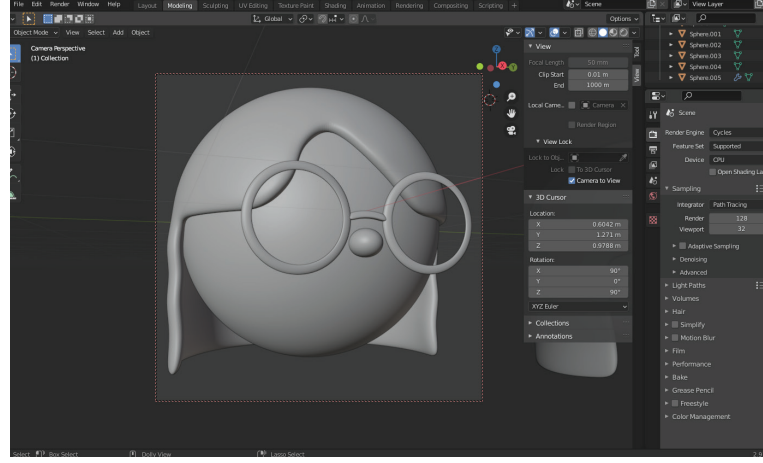 File Edit Render Window Help Layout Modeling Sculpting UV Editing Texture Paint Shading Animation Rendering Compositing Scripting + Scene View Layer
Global Options
Object Mode View Select Add Object
Camera Perspective
(1) Collection
View
Focal Length 50 mm
Clip Start 0.01 m
End 1000 m
Local Came.. Camera
Render Region
View Lock
Lock to Obj..
Lock To 3D Cursor
Camera to View
3D Cursor
Location:
X 0.6042 m
Y 1.271 m
Z 0.9788 m
Rotation:
X 90°
Y 0°
Z 90°
XYZ Euler
Collections
Annotations
Tool
View
Sphere.001
Sphere.002
Sphere.003
Sphere.004
Sphere.005
Scene
Render Engine Cycles
Feature Set Supported
Device CPU
Open Shading La
Sampling
Integrator Path Tracing
Render 128
Viewport 32
Adaptive Sampling
Denoising
Advanced
Light Paths
Volumes
Hair
Simplify
Motion Blur
Film
Performance
Bake
Grease Pencil
Freestyle
Color Management
Select Box Select Dolly View Lasso Select